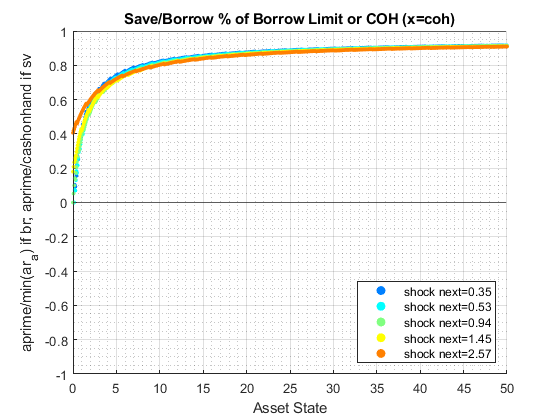 Save/Borrow % of Borrow Limit or COH (x=coh)
aprime/min(ar_a) if br; aprime/cashonhand if sv
1
0.8
0.6
0.4
0.2
0
-0.2
-0.4
-0.6
-0.8
-1
shock next=0.35
shock next=0.53
shock next=0.94
shock next=1.45
shock next=2.57
0 5 10 15 20 25 30 35 40 45 50
Asset State